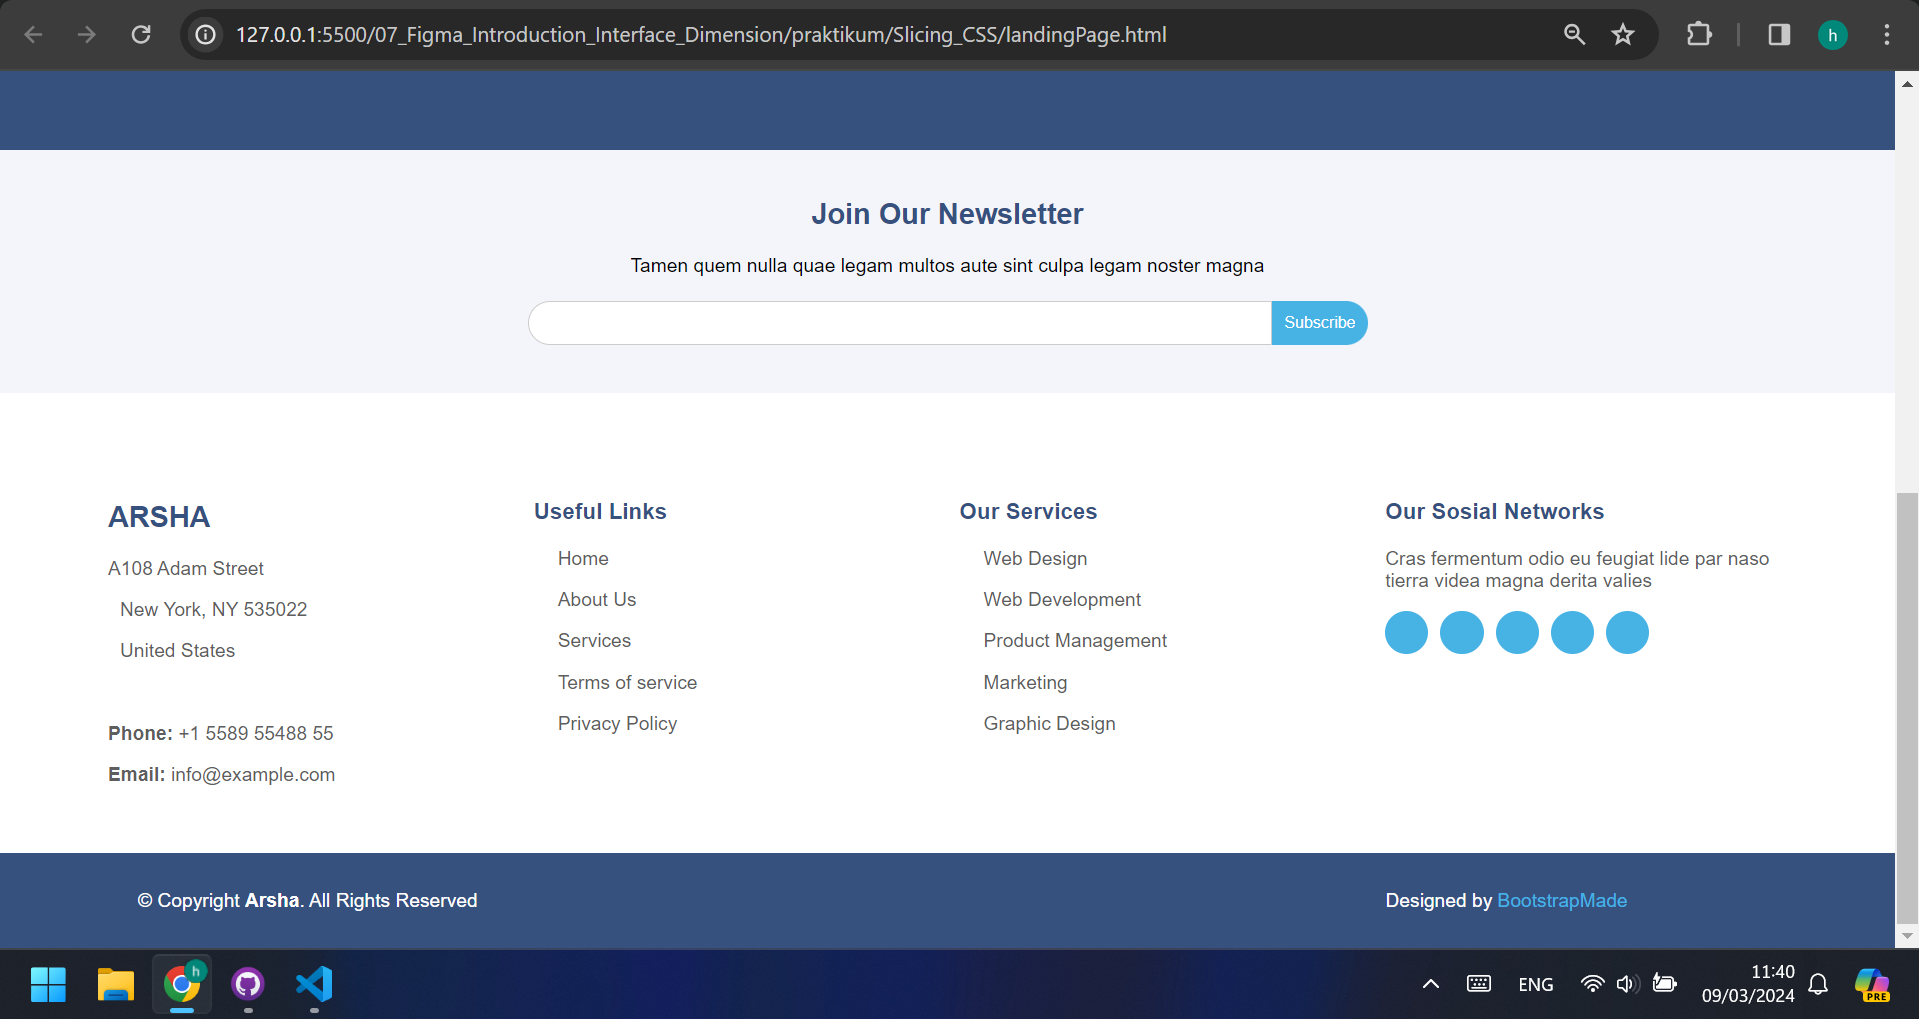 127.0.0.1:5500/07_Figma_Introduction_Interface_Dimension/praktikum/Slicing_CSS/landingPage.html
h
Join Our Newsletter
Tamen quem nulla quae legam multos aute sint culpa legam noster magna
Subscribe
ARSHA
A108 Adam Street
New York, NY 535022
United States
Phone: +1 5589 55488 55
Email: info@example.com
Useful Links
Home
About Us
Services
Terms of service
Privacy Policy
Our Services
Web Design
Web Development
Product Management
Marketing
Graphic Design
Our Sosial Networks
Cras fermentum odio eu feugiat lide par naso
tierra videa magna derita valies
© Copyright Arsha. All Rights Reserved
Designed by BootstrapMade
h
ENG
11:40
09/03/2024
PRE